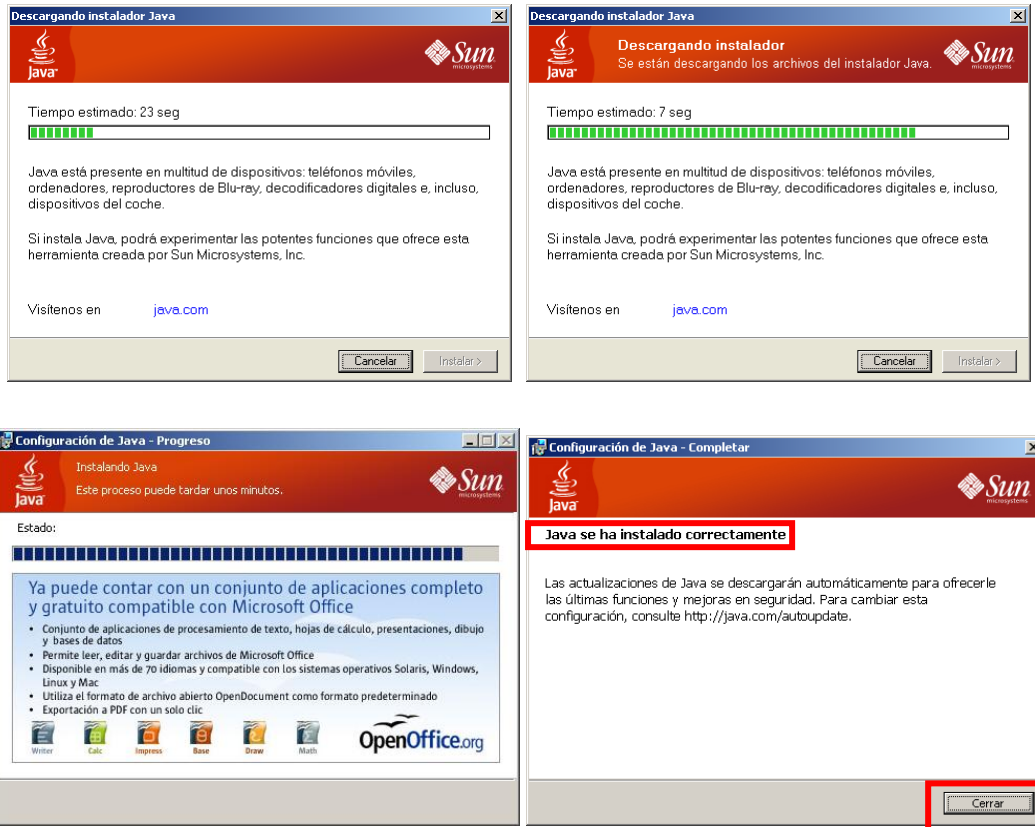 Descargando instalador Java
Java
Sun
microsystems
Tiempo estimado: 23 seg
Java está presente en multitud de dispositivos: teléfonos móviles,
ordenadores, reproductores de Blu-ray, decodificadores digitales e, incluso,
dispositivos del coche.
Si instala Java, podrá experimentar las potentes funciones que ofrece esta
herramienta creada por Sun Microsystems, Inc.
Visítenos en java.com
Cancelar Instalar >
Descargando instalador Java
Java
Descargando instalador
Se están descargando los archivos del instalador Java.
Sun
microsystems
Tiempo estimado: 7 seg
Java está presente en multitud de dispositivos: teléfonos móviles,
ordenadores, reproductores de Blu-ray, decodificadores digitales e, incluso,
dispositivos del coche.
Si instala Java, podrá experimentar las potentes funciones que ofrece esta
herramienta creada por Sun Microsystems, Inc.
Visítenos en java.com
Cancelar Instalar >
Configuración de Java - Progreso
Java
Instalando Java
Este proceso puede tardar unos minutos.
Sun
microsystems
Estado:
Ya puede contar con un conjunto de aplicaciones completo
y gratuito compatible con Microsoft Office
• Conjunto de aplicaciones de procesamiento de texto, hojas de cálculo, presentaciones, dibujo
y bases de datos
• Permite leer, editar y guardar archivos de Microsoft Office
• Disponible en más de 70 idiomas y compatible con los sistemas operativos Solaris, Windows,
Linux y Mac
• Utiliza el formato de archivo abierto OpenDocument como formato predeterminado
• Exportación a PDF con un solo clic
Writer Calc Impress Base Draw Math
OpenOffice.org
Configuración de Java - Completar
Java
Sun
microsystems
Java se ha instalado correctamente
Las actualizaciones de Java se descargarán automáticamente para ofrecerle
las últimas funciones y mejoras en seguridad. Para cambiar esta
configuración, consulte http://java.com/autoupdate.
Cerrar